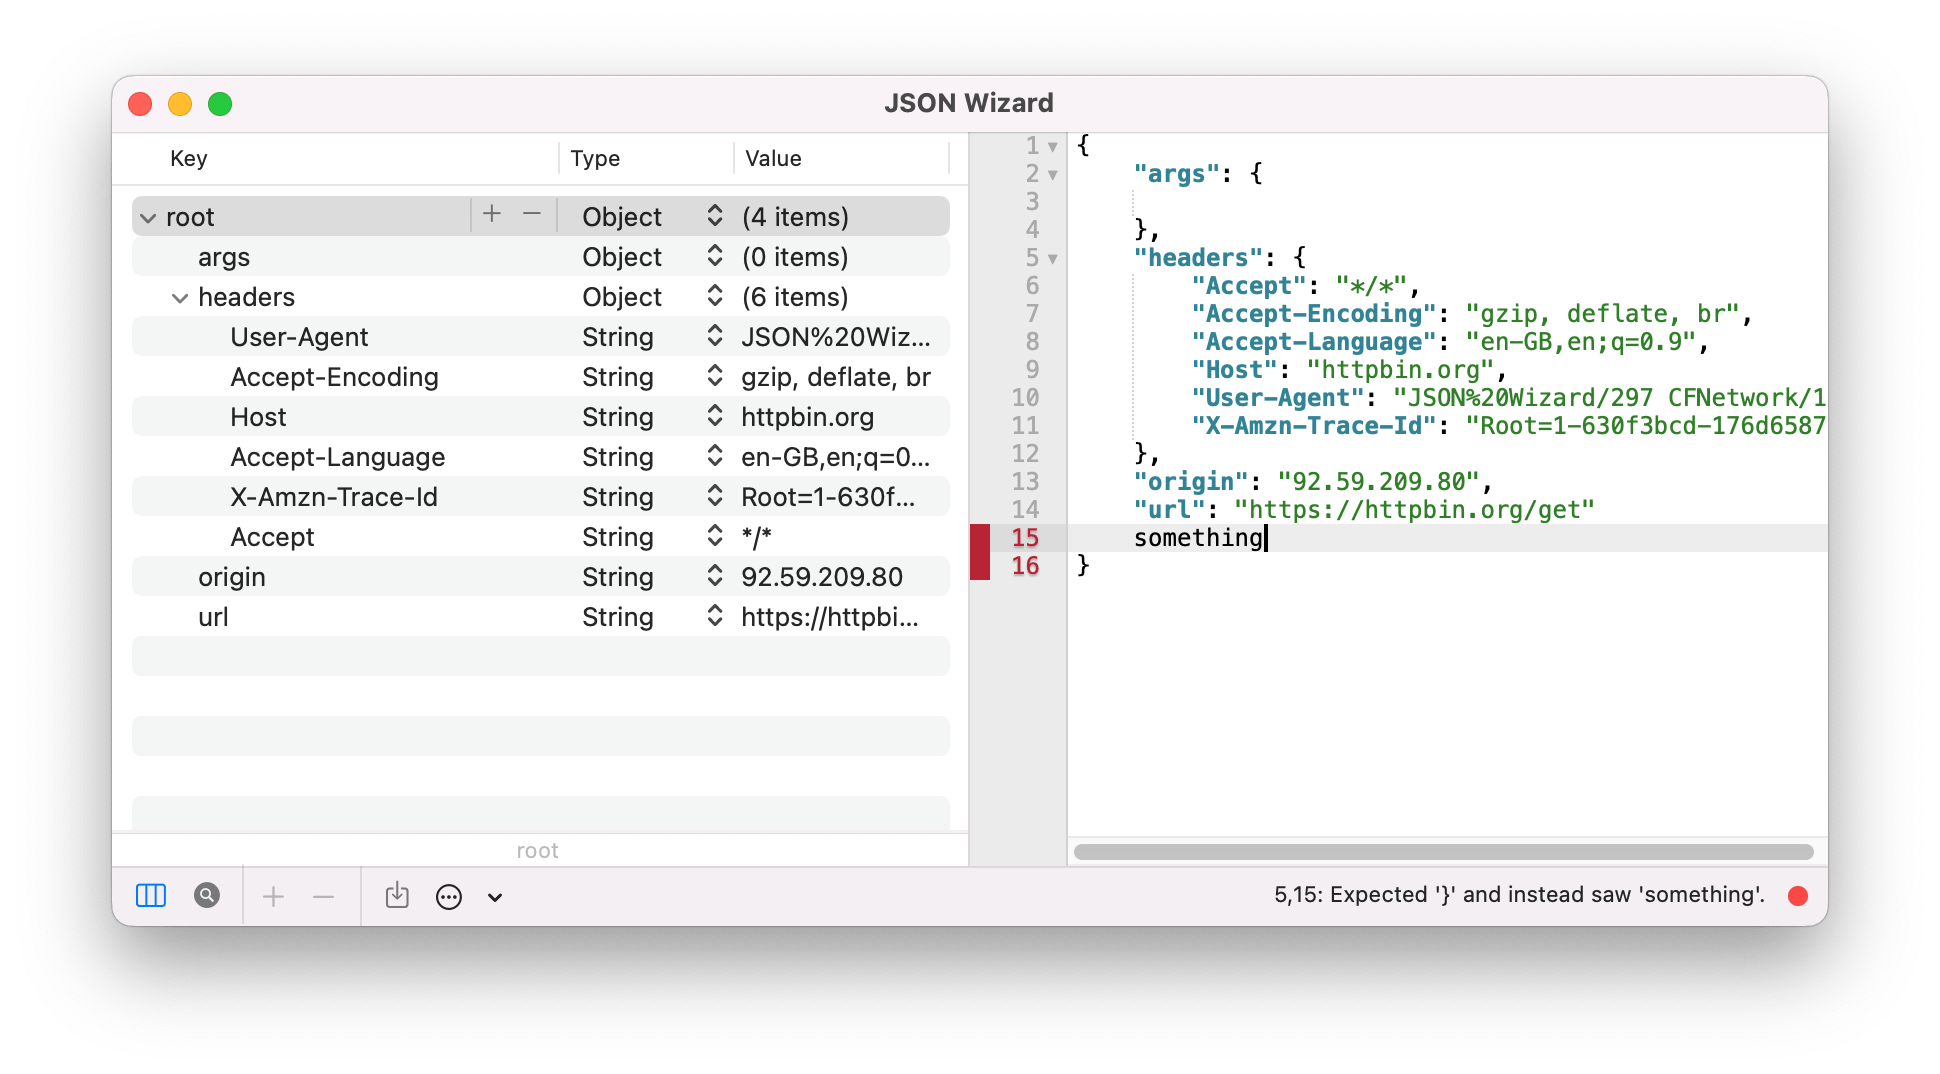 JSON Wizard
Key Type Value
root Object (4 items)
args Object (0 items)
headers Object (6 items)
User-Agent String JSON%20Wiz...
Accept-Encoding String gzip, deflate, br
Host String httpbin.org
Accept-Language String en-GB,en;q=0...
X-Amzn-Trace-Id String Root=1-630f...
Accept String */*
origin String 92.59.209.80
url String https://httpbi...
root
1 {
2 "args": {
3
4 },
5 "headers": {
6 "Accept": "*/*",
7 "Accept-Encoding": "gzip, deflate, br",
8 "Accept-Language": "en-GB,en;q=0.9",
9 "Host": "httpbin.org",
10 "User-Agent": "JSON%20Wizard/297 CFNetwork/1
11 "X-Amzn-Trace-Id": "Root=1-630f3bcd-176d6587
12 },
13 "origin": "92.59.209.80",
14 "url": "https://httpbin.org/get"
15 something
16 }
5,15: Expected '}' and instead saw 'something'.